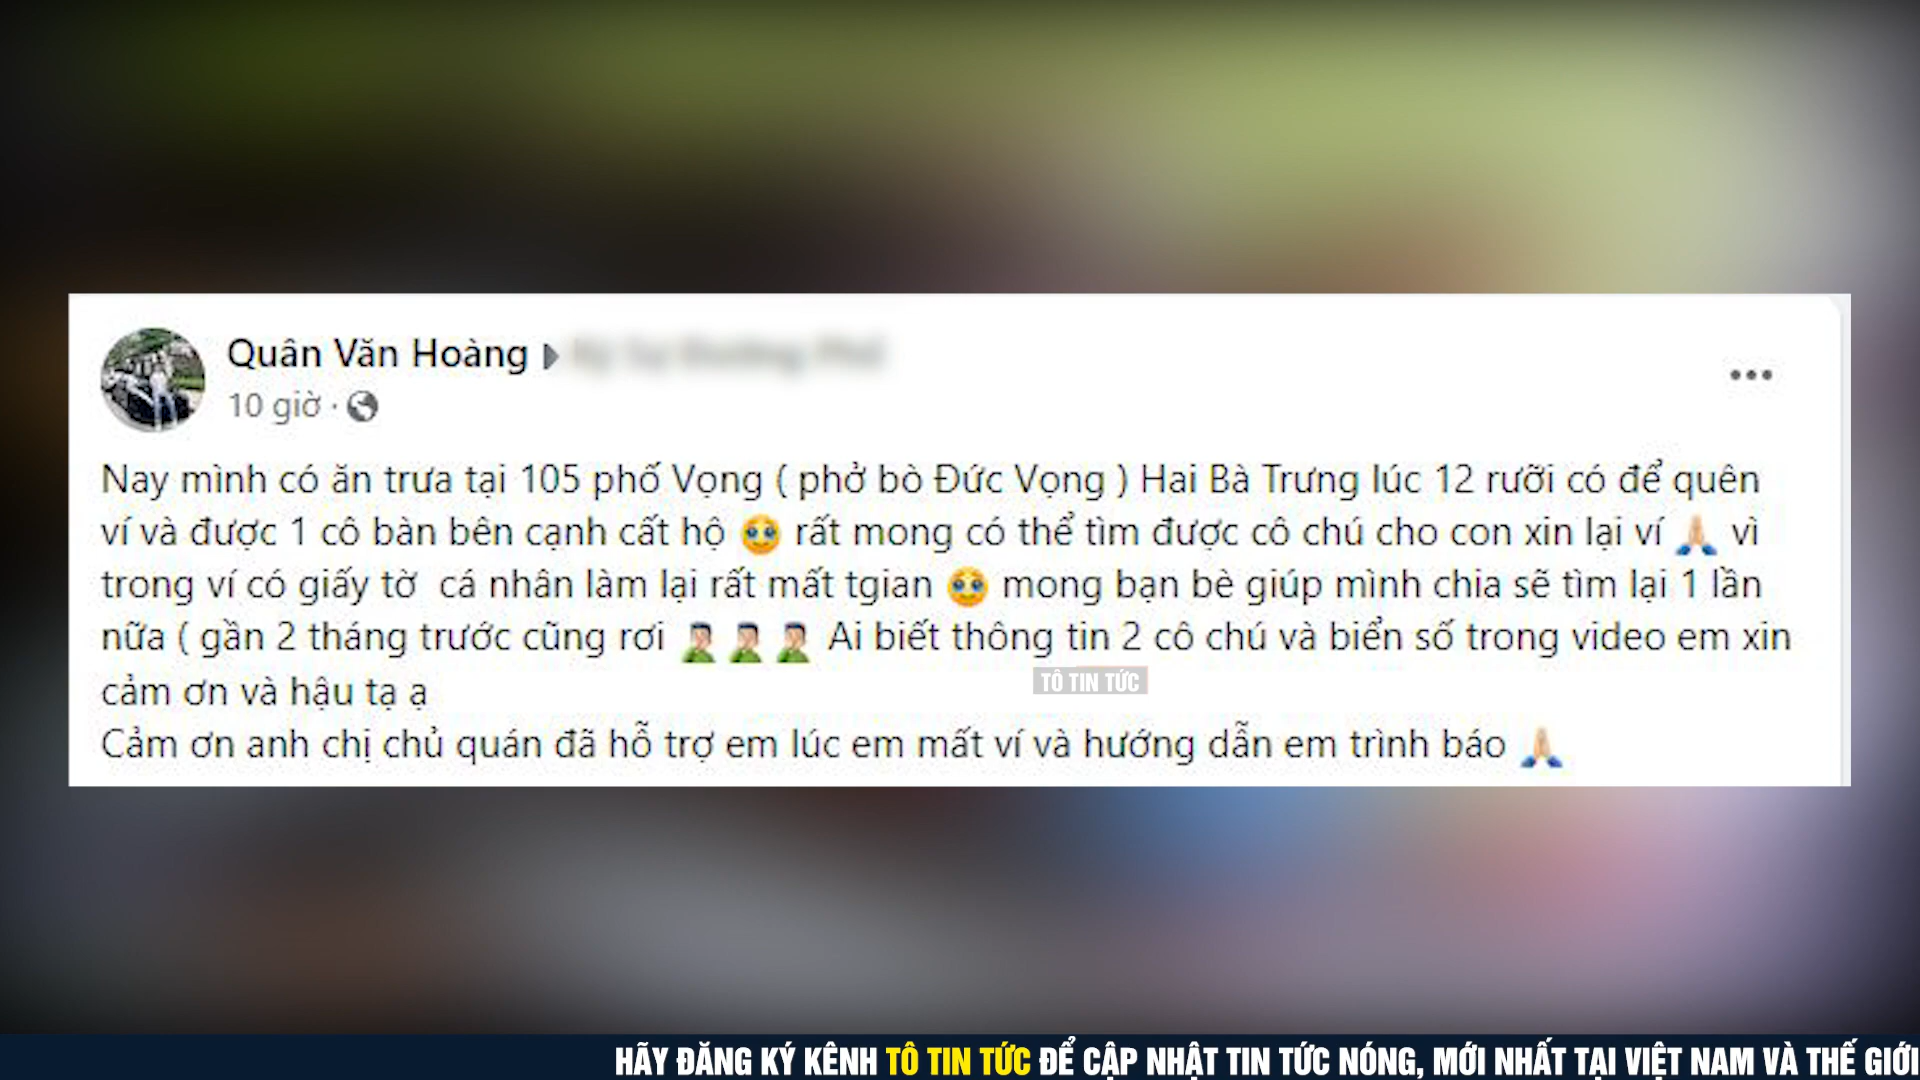 Quân Văn Hoàng
10 giờ ·
Nay mình có ăn trưa tại 105 phố Vọng ( phở bò Đức Vọng ) Hai Bà Trưng lúc 12 rưỡi có để quên
ví và được 1 cô bàn bên cạnh cất hộ 🥹 rất mong có thể tìm được cô chú cho con xin lại ví 🙏🏻 vì
trong ví có giấy tờ  cá nhân làm lại rất mất tgian 🥹 mong bạn bè giúp mình chia sẽ tìm lại 1 lần
nữa ( gần 2 tháng trước cũng rơi 🤦🏻‍♂️🤦🏻‍♂️🤦🏻‍♂️ Ai biết thông tin 2 cô chú và biển số trong video em xin
cảm ơn và hậu tạ ạ
TÔ TIN TỨC
Cảm ơn anh chị chủ quán đã hỗ trợ em lúc em mất ví và hướng dẫn em trình báo 🙏🏻
HÃY ĐĂNG KÝ KÊNH TÔ TIN TỨC ĐỂ CẬP NHẬT TIN TỨC NÓNG, MỚI NHẤT TẠI VIỆT NAM VÀ THẾ GIỚI